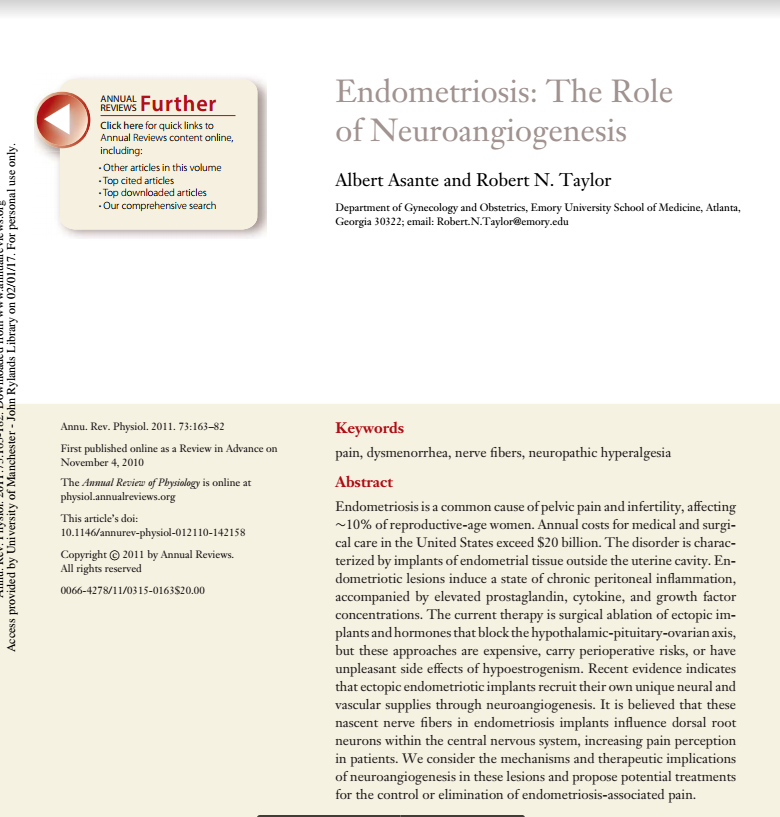 ANNUAL
REVIEWS Further
Click here for quick links to
Annual Reviews content online,
including:
• Other articles in this volume
• Top cited articles
• Top downloaded articles
• Our comprehensive search
Endometriosis: The Role
of Neuroangiogenesis
Albert Asante and Robert N. Taylor
Department of Gynecology and Obstetrics, Emory University School of Medicine, Atlanta,
Georgia 30322; email: Robert.N.Taylor@emory.edu
Access provided by University of Manchester - John Rylands Library on 02/01/17. For personal use only.
Annu. Rev. Physiol. 2011. 73:163–82
First published online as a Review in Advance on
November 4, 2010
The Annual Review of Physiology is online at
physiol.annualreviews.org
This article's doi:
10.1146/annurev-physiol-012110-142158
Copyright © 2011 by Annual Reviews.
All rights reserved
0066-4278/11/0315-0163$20.00
Keywords
pain, dysmenorrhea, nerve fibers, neuropathic hyperalgesia
Abstract
Endometriosis is a common cause of pelvic pain and infertility, affecting
∼10% of reproductive-age women. Annual costs for medical and surgi-
cal care in the United States exceed $20 billion. The disorder is charac-
terized by implants of endometrial tissue outside the uterine cavity. En-
dometriotic lesions induce a state of chronic peritoneal inflammation,
accompanied by elevated prostaglandin, cytokine, and growth factor
concentrations. The current therapy is surgical ablation of ectopic im-
plants and hormones that block the hypothalamic-pituitary-ovarian axis,
but these approaches are expensive, carry perioperative risks, or have
unpleasant side effects of hypoestrogenism. Recent evidence indicates
that ectopic endometriotic implants recruit their own unique neural and
vascular supplies through neuroangiogenesis. It is believed that these
nascent nerve fibers in endometriosis implants influence dorsal root
neurons within the central nervous system, increasing pain perception
in patients. We consider the mechanisms and therapeutic implications
of neuroangiogenesis in these lesions and propose potential treatments
for the control or elimination of endometriosis-associated pain.